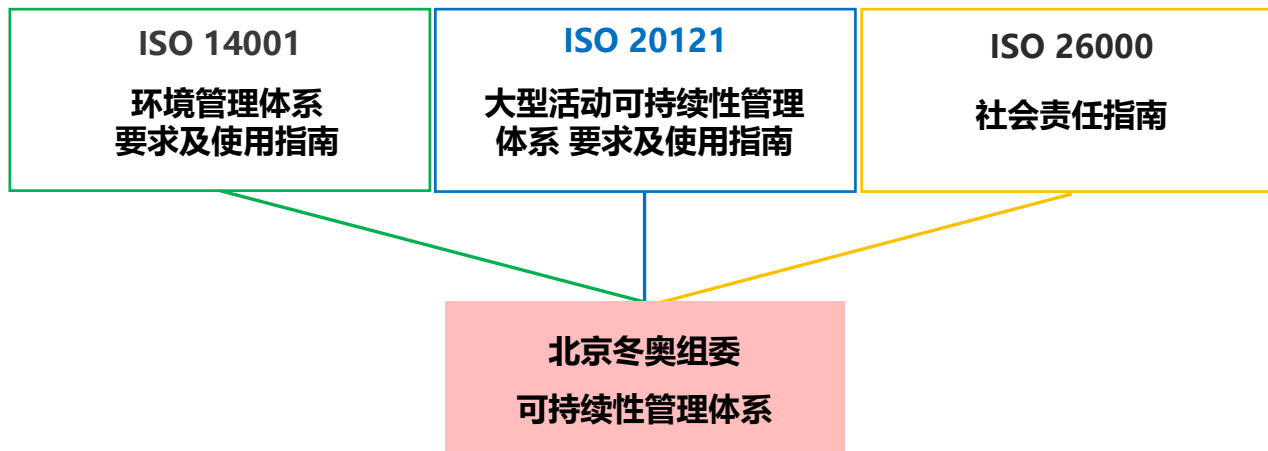 ISO 14001
环境管理体系
要求及使用指南
ISO 20121
大型活动可持续性管理
体系 要求及使用指南
ISO 26000
社会责任指南
北京冬奥组委
可持续性管理体系